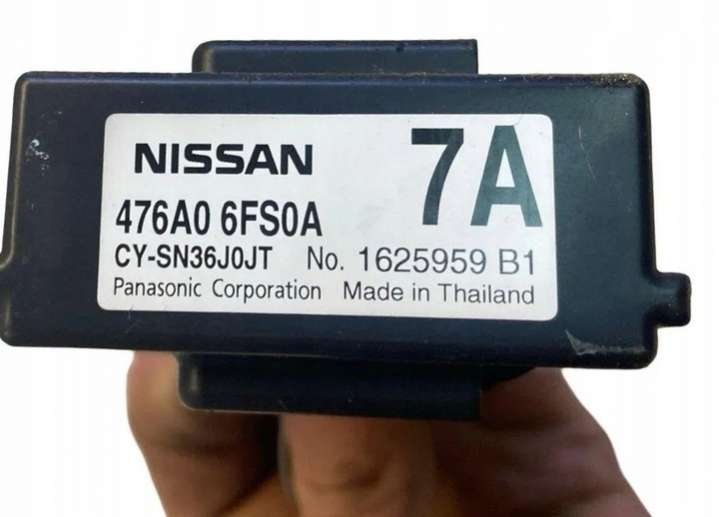 NISSAN 7A
476A0 6FS0A
CY-SN36J0JT No. 1625959 B1
Panasonic Corporation Made in Thailand